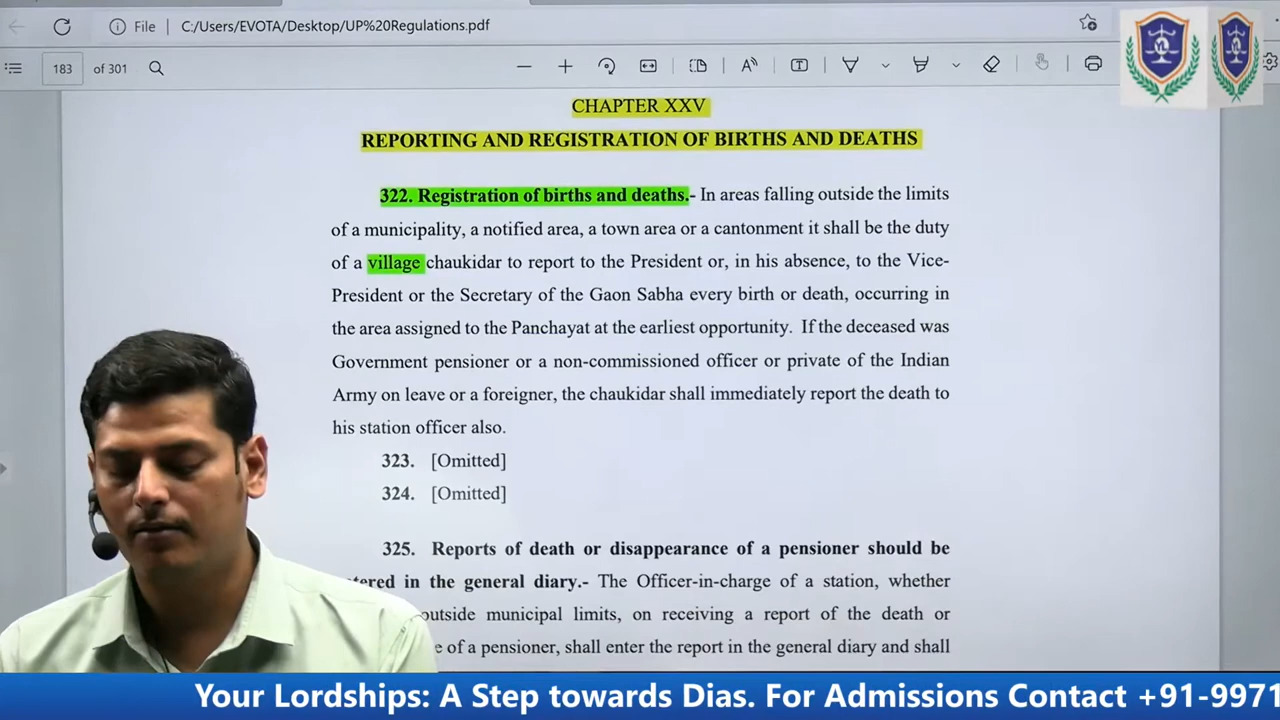 File
C:/Users/EVOTA/Desktop/UP%20Regulations.pdf
183 of 301
CHAPTER XXV
REPORTING AND REGISTRATION OF BIRTHS AND DEATHS
322. Registration of births and deaths.- In areas falling outside the limits
of a municipality, a notified area, a town area or a cantonment it shall be the duty
of a village chaukidar to report to the President or, in his absence, to the Vice-
President or the Secretary of the Gaon Sabha every birth or death, occurring in
the area assigned to the Panchayat at the earliest opportunity. If the deceased was
Government pensioner or a non-commissioned officer or private of the Indian
Army on leave or a foreigner, the chaukidar shall immediately report the death to
his station officer also.
323. [Omitted]
324. [Omitted]
325. Reports of death or disappearance of a pensioner should be
tered in the general diary.- The Officer-in-charge of a station, whether
outside municipal limits, on receiving a report of the death or
e of a pensioner, shall enter the report in the general diary and shall
Your Lordships: A Step towards Dias. For Admissions Contact +91-9971